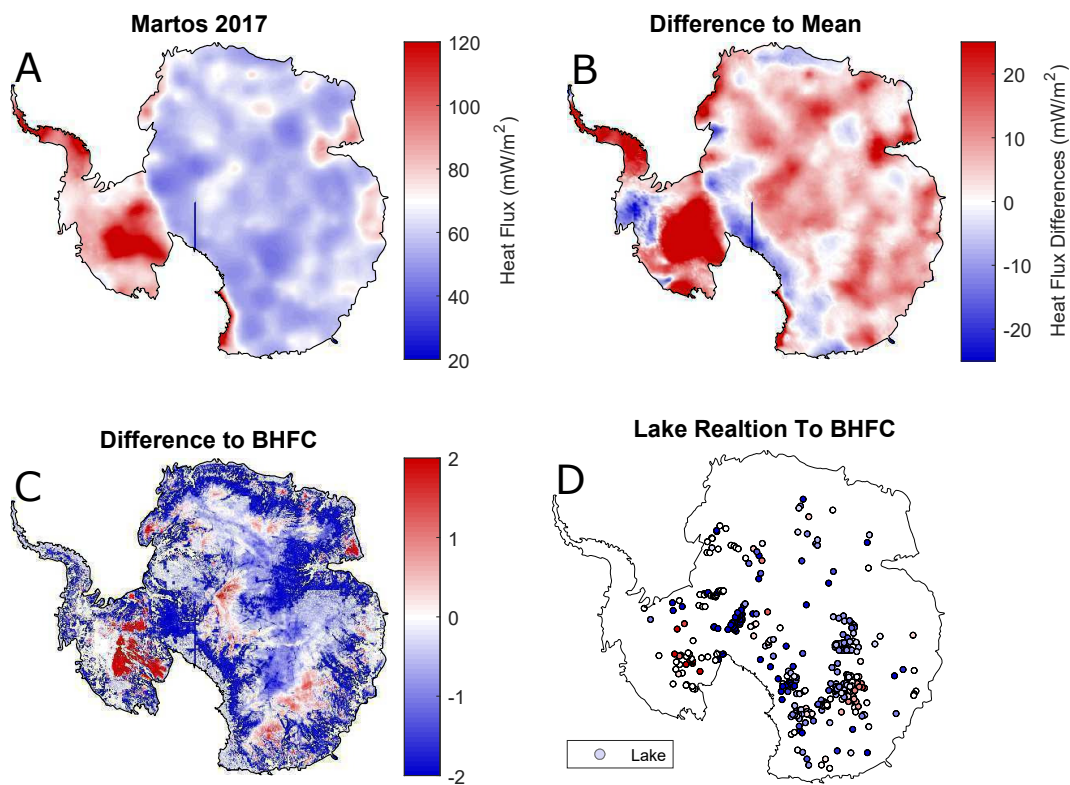 Martos 2017
A
120
100
80
60
40
20
Heat Flux (mW/m²)
Difference to Mean
B
20
10
0
-10
-20
Heat Flux Differences (mW/m²)
Difference to BHFC
C
2
1
0
-1
-2
Lake Realtion To BHFC
D
Lake